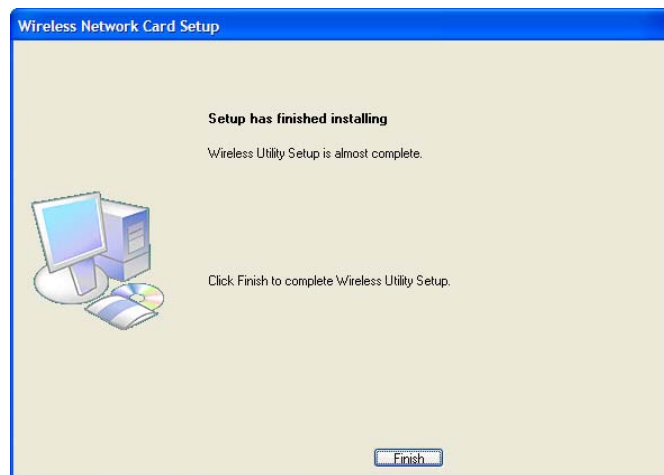 Wireless Network Card Setup
Setup has finished installing
Wireless Utility Setup is almost complete.
Click Finish to complete Wireless Utility Setup.
Finish